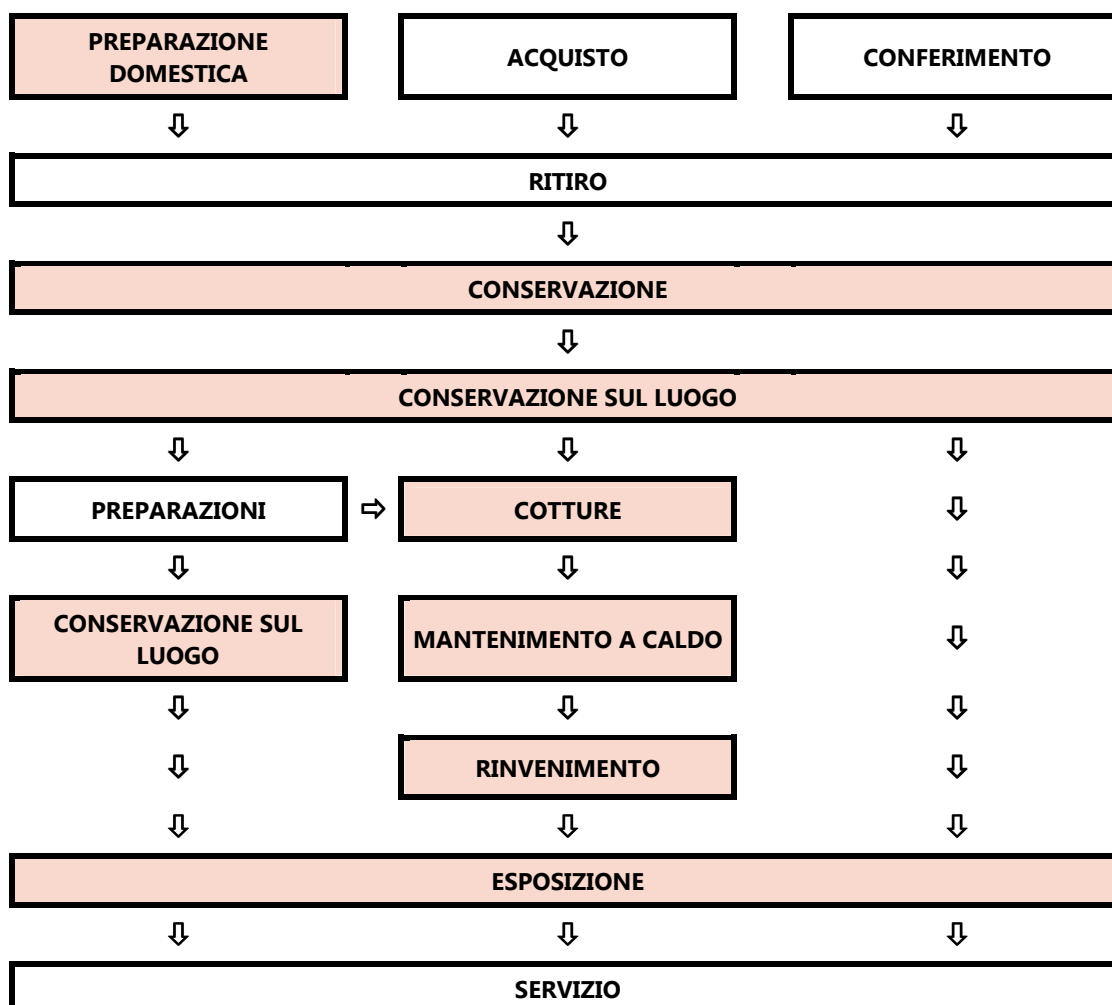 PREPARAZIONE
DOMESTICA
ACQUISTO
CONFERIMENTO
RITIRO
CONSERVAZIONE
CONSERVAZIONE SUL LUOGO
PREPARAZIONI
COTTURE
CONSERVAZIONE SUL
LUOGO
MANTENIMENTO A CALDO
RINVENIMENTO
ESPOSIZIONE
SERVIZIO